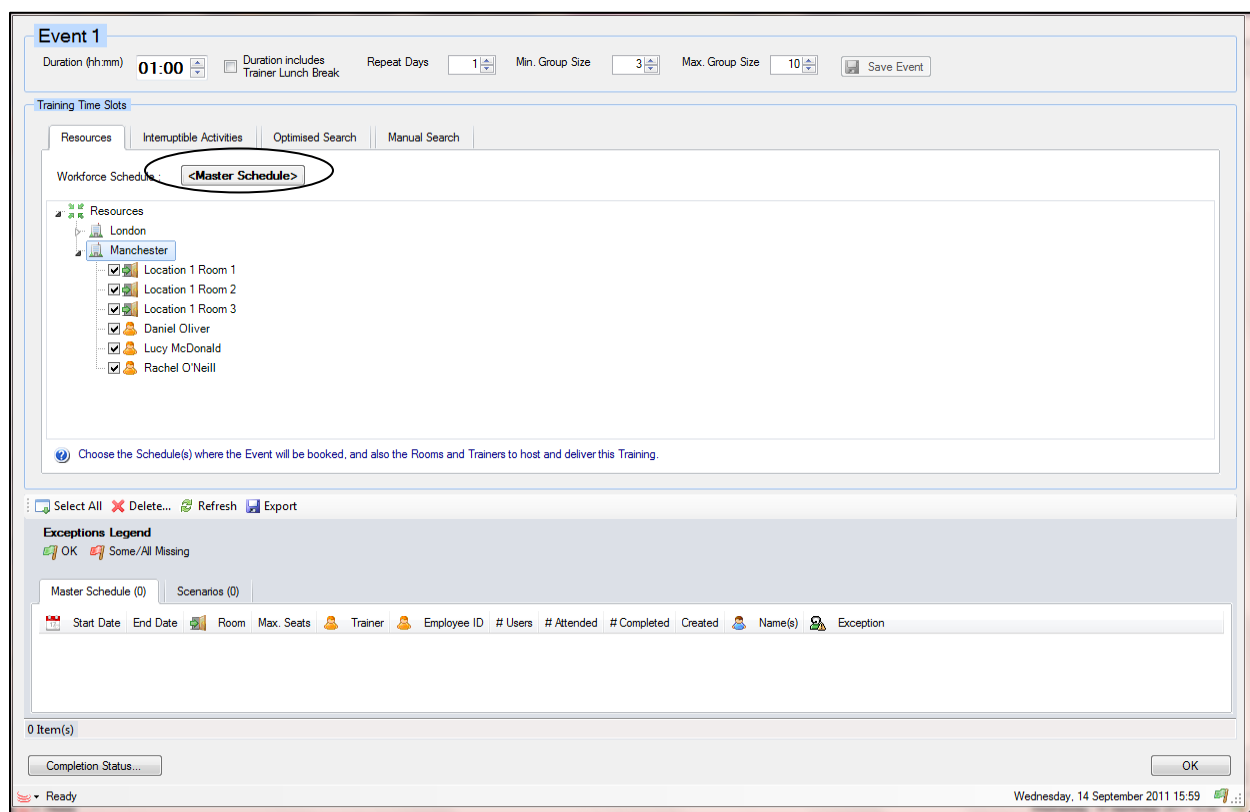 Event 1
Duration (hh:mm) 01:00 Duration includes Trainer Lunch Break Repeat Days 1 Min. Group Size 3 Max. Group Size 10 Save Event
Training Time Slots
Resources Interruptible Activities Optimised Search Manual Search
Workforce Schedule : <Master Schedule>
Resources
London
Manchester
Location 1 Room 1
Location 1 Room 2
Location 1 Room 3
Daniel Oliver
Lucy McDonald
Rachel O'Neill
Choose the Schedule(s) where the Event will be booked, and also the Rooms and Trainers to host and deliver this Training.
Select All Delete... Refresh Export
Exceptions Legend
OK Some/All Missing
Master Schedule (0) Scenarios (0)
Start Date End Date Room Max. Seats Trainer Employee ID # Users # Attended # Completed Created Name(s) Exception
0 Item(s)
Completion Status... OK
Ready Wednesday, 14 September 2011 15:59